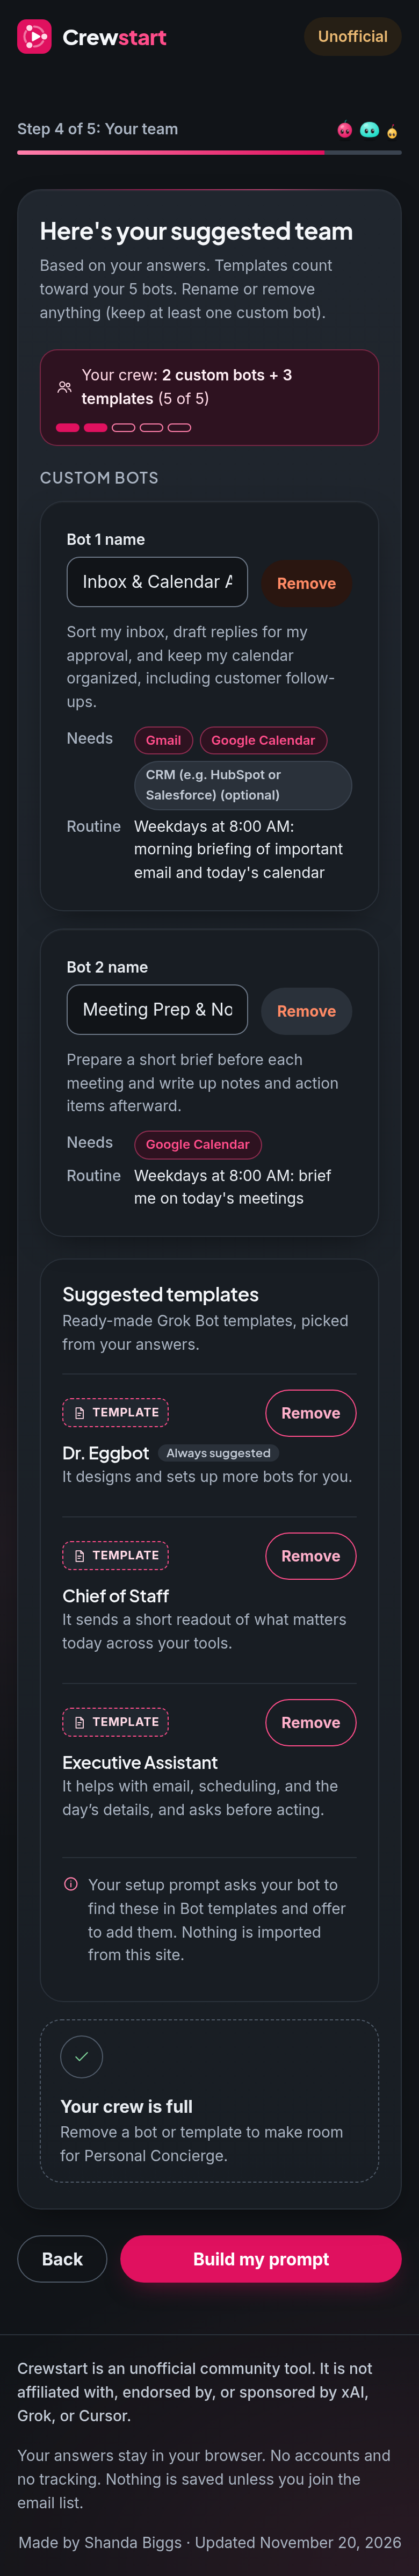 Crewstart
Unofficial
Step 4 of 5: Your team
Here's your suggested team
Based on your answers. Templates count
toward your 5 bots. Rename or remove
anything (keep at least one custom bot).
Your crew: 2 custom bots + 3
templates (5 of 5)
CUSTOM BOTS
Bot 1 name
Inbox & Calendar
Remove
Sort my inbox, draft replies for my
approval, and keep my calendar
organized, including customer follow-
ups.
Needs
Gmail
Google Calendar
CRM (e.g. HubSpot or
Salesforce) (optional)
Routine
Weekdays at 8:00 AM:
morning briefing of important
email and today's calendar
Bot 2 name
Meeting Prep & No
Remove
Prepare a short brief before each
meeting and write up notes and action
items afterward.
Needs
Google Calendar
Routine
Weekdays at 8:00 AM: brief
me on today's meetings
Suggested templates
Ready-made Grok Bot templates, picked
from your answers.
TEMPLATE
Remove
Dr. Eggbot
Always suggested
It designs and sets up more bots for you.
TEMPLATE
Remove
Chief of Staff
It sends a short readout of what matters
today across your tools.
TEMPLATE
Remove
Executive Assistant
It helps with email, scheduling, and the
day’s details, and asks before acting.
Your setup prompt asks your bot to
find these in Bot templates and offer
to add them. Nothing is imported
from this site.
Your crew is full
Remove a bot or template to make room
for Personal Concierge.
Back
Build my prompt
Crewstart is an unofficial community tool. It is not
affiliated with, endorsed by, or sponsored by xAI,
Grok, or Cursor.
Your answers stay in your browser. No accounts and
no tracking. Nothing is saved unless you join the
email list.
Made by Shanda Biggs · Updated November 20, 2026